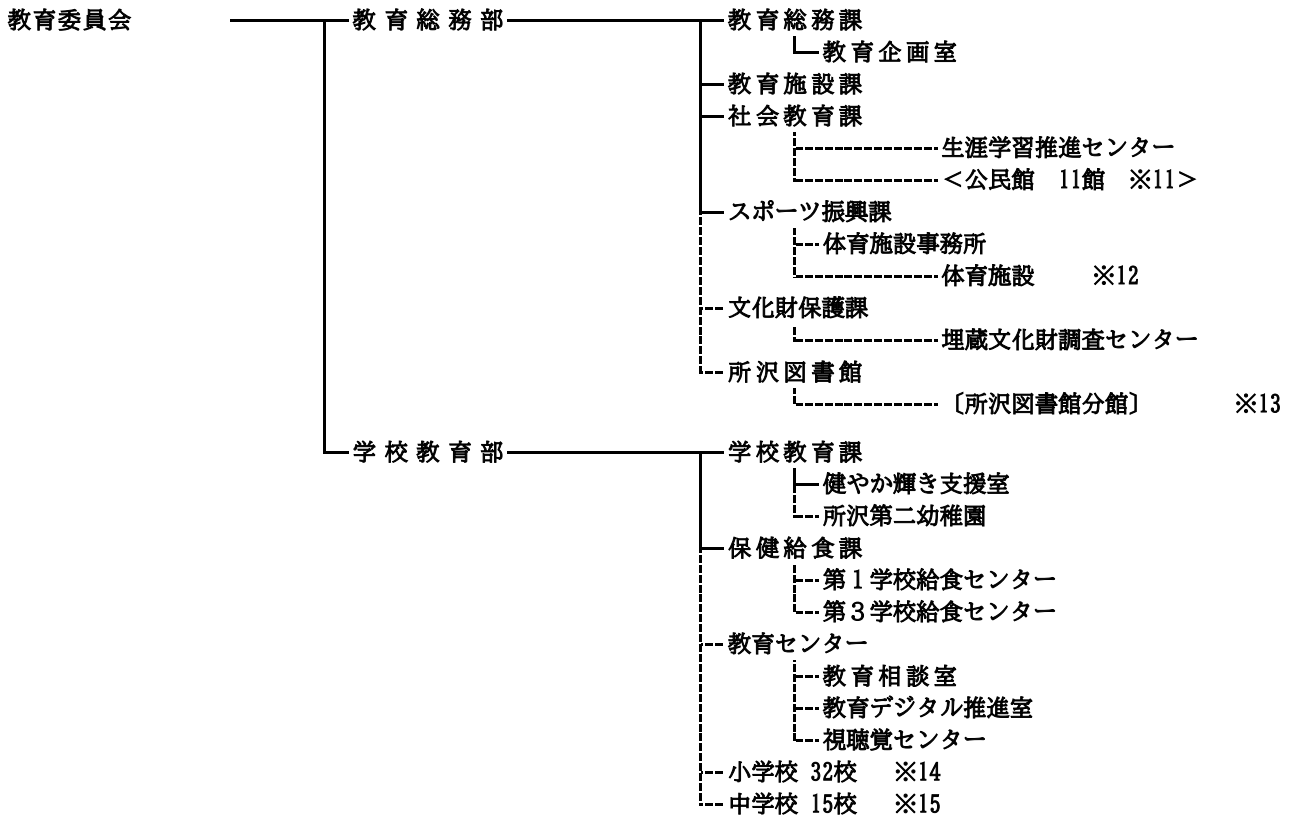 教育委員会 教育総務部 教育総務課
教育企画室
教育施設課
社会教育課
生涯学習推進センター
＜公民館 11館 ※11＞
スポーツ振興課
体育施設事務所
体育施設 ※12
文化財保護課
埋蔵文化財調査センター
所沢図書館
〔所沢図書館分館〕 ※13
学校教育部 学校教育課
健やか輝き支援室
所沢第二幼稚園
保健給食課
第１学校給食センター
第３学校給食センター
教育センター
教育相談室
教育デジタル推進室
視聴覚センター
小学校 32校 ※14
中学校 15校 ※15